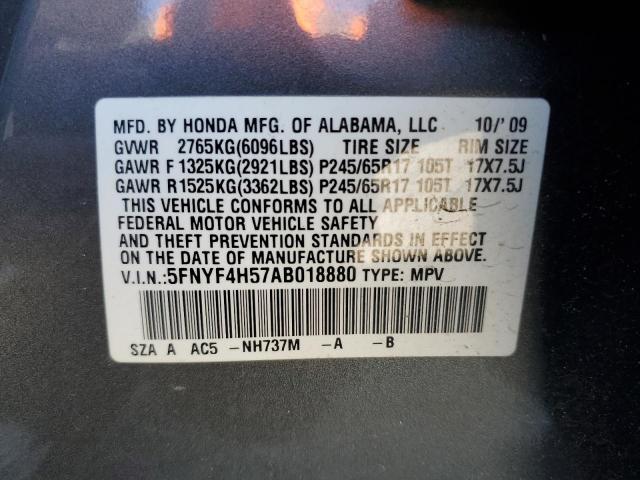 MFD. BY HONDA MFG. OF ALABAMA, LLC 10/'09
GVWR 2765KG(6096LBS) TIRE SIZE RIM SIZE
GAWR F 1325KG(2921LBS) P245/65R17 105T 17X7.5J
GAWR R 1525KG(3362LBS) P245/65R17 105T 17X7.5J
THIS VEHICLE CONFORMS TO ALL APPLICABLE
FEDERAL MOTOR VEHICLE SAFETY
AND THEFT PREVENTION STANDARDS IN EFFECT
ON THE DATE OF MANUFACTURE SHOWN ABOVE.
V.I.N.:5FNYF4H57AB018880 TYPE: MPV
SZA A AC5 -NH737M -A -B